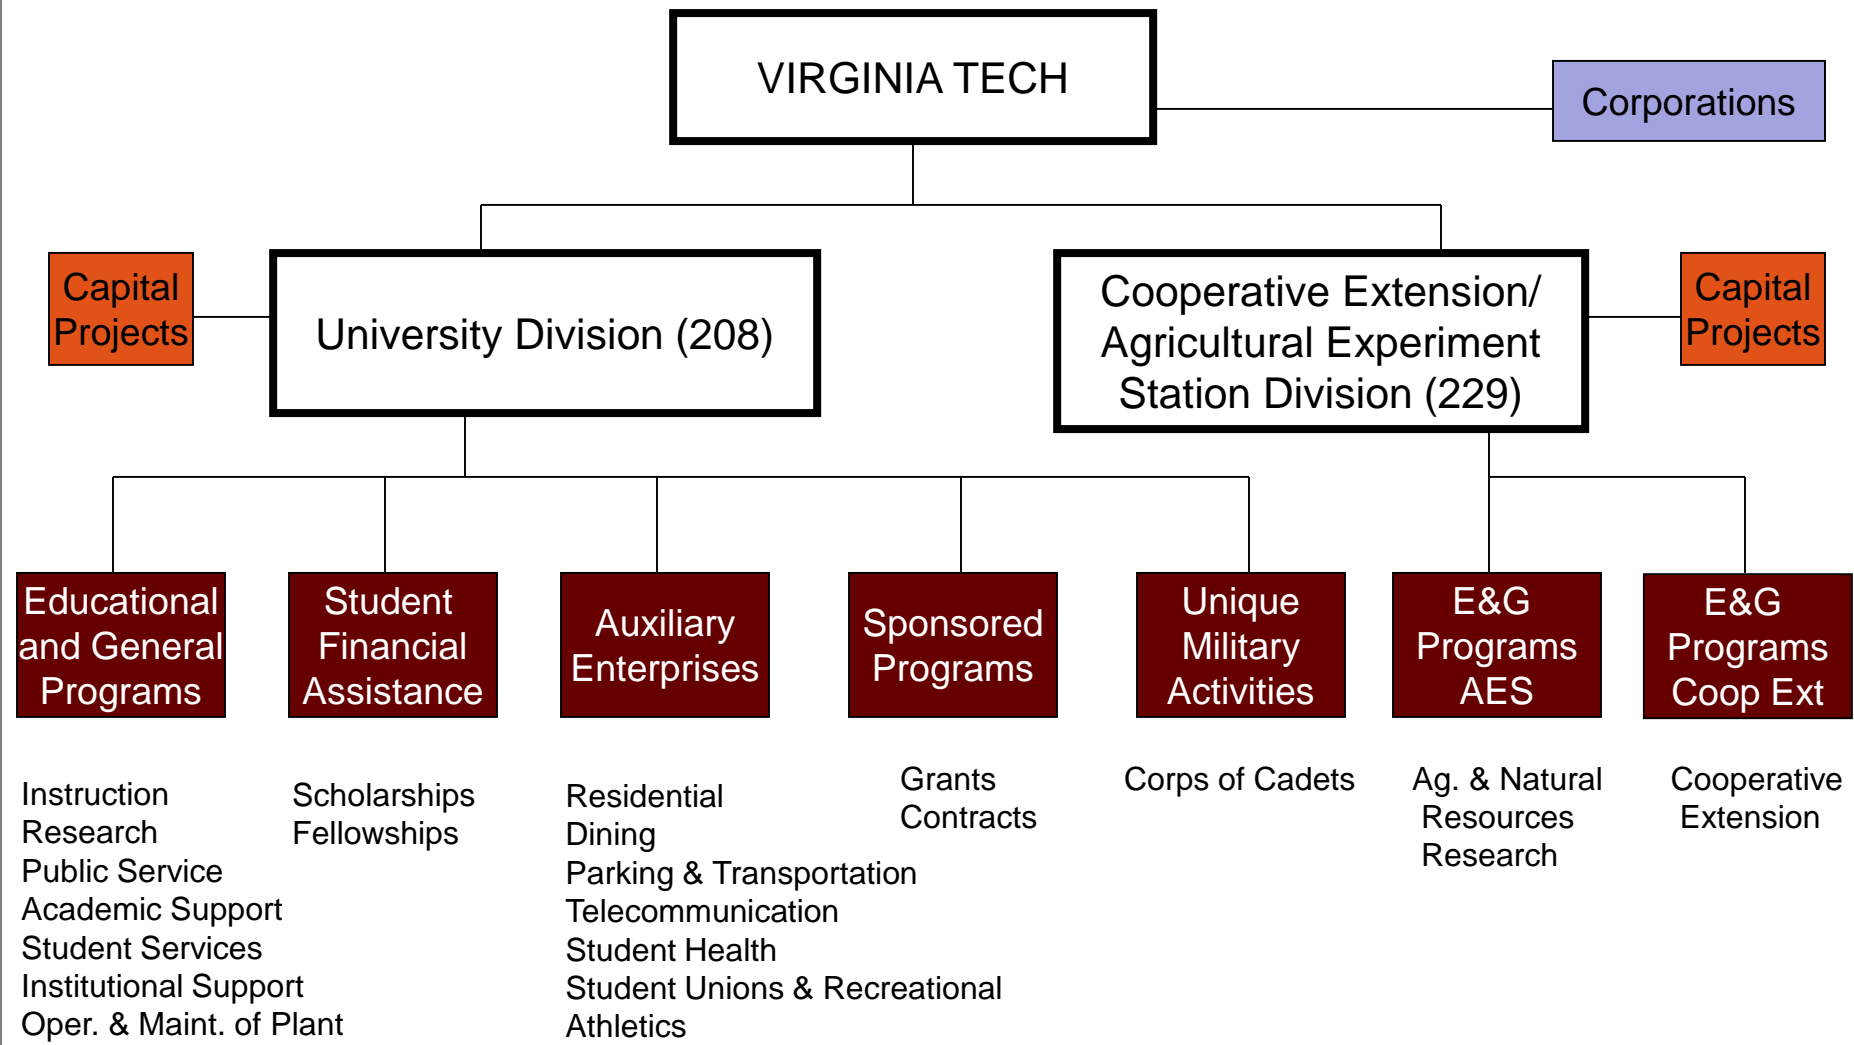 VIRGINIA TECH
Corporations
Capital
Projects
University Division (208)
Cooperative Extension/
Agricultural Experiment
Station Division (229)
Capital
Projects
Educational
and General
Programs
Student
Financial
Assistance
Auxiliary
Enterprises
Sponsored
Programs
Unique
Military
Activities
E&G
Programs
AES
E&G
Programs
Coop Ext
Instruction
Research
Public Service
Academic Support
Student Services
Institutional Support
Oper. & Maint. of Plant
Scholarships
Fellowships
Residential
Dining
Parking & Transportation
Telecommunication
Student Health
Student Unions & Recreational
Athletics
Grants
Contracts
Corps of Cadets
Ag. & Natural
Resources
Research
Cooperative
Extension